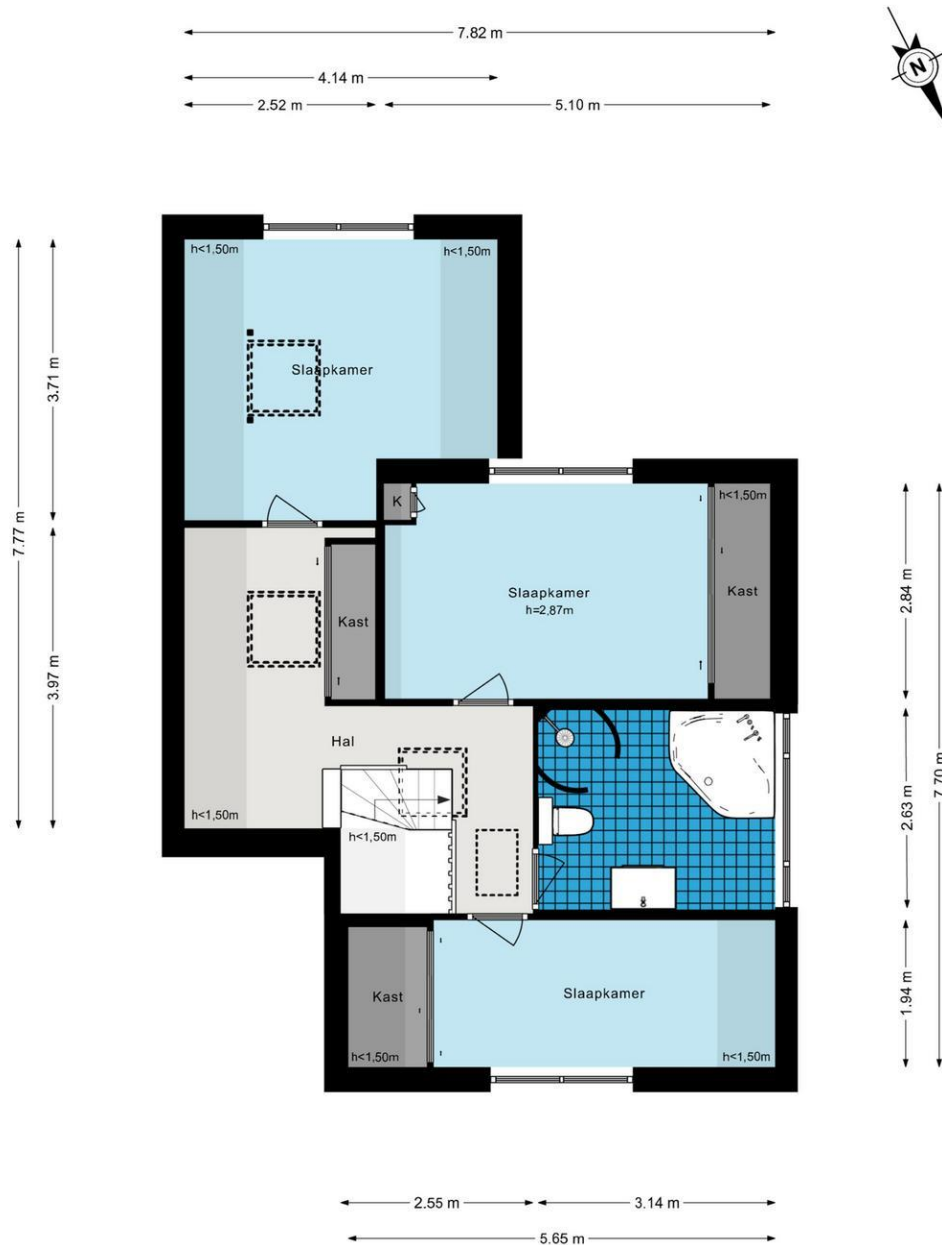 7.82 m
4.14 m
2.52 m
5.10 m
N
h<1,50m
h<1,50m
Slaapkamer
3.71 m
7.77 m
K
h<1,50m
Slaapkamer
h=2,87m
Kast
2.84 m
Kast
3.97 m
Hal
h<1,50m
h<1,50m
2.63 m
7.70 m
Kast
h<1,50m
Slaapkamer
h<1,50m
1.94 m
2.55 m
3.14 m
5.65 m